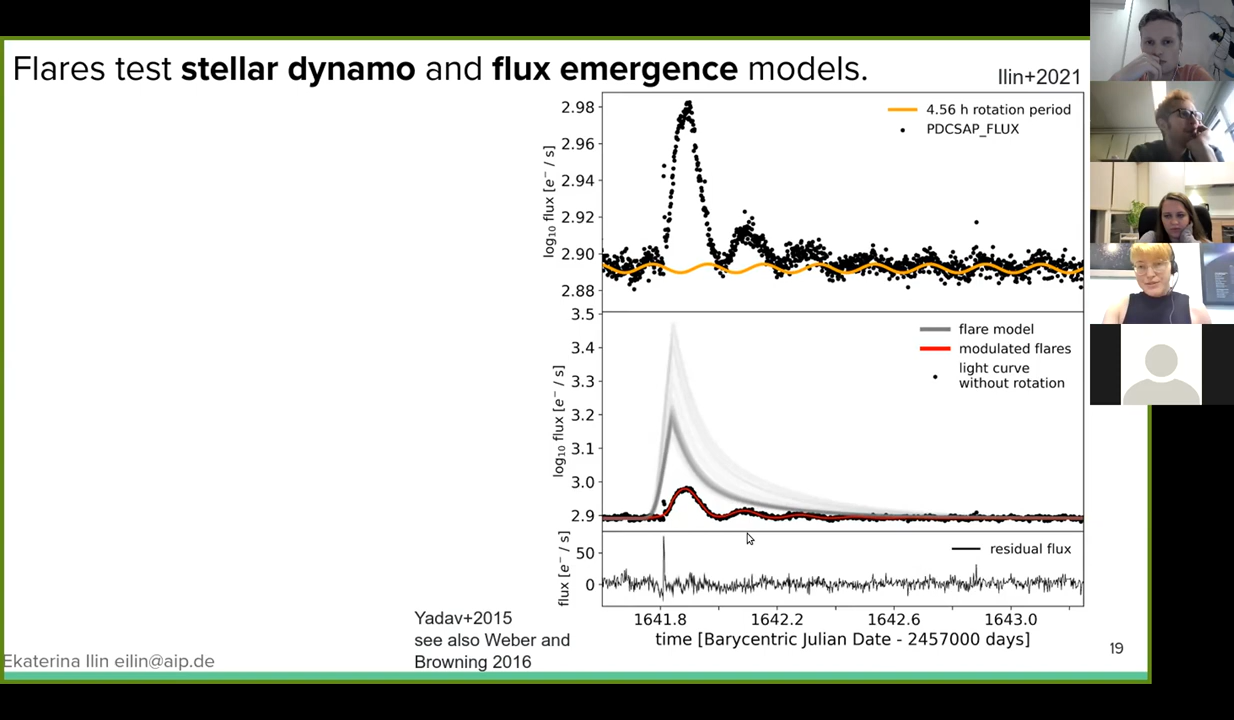 Flares test stellar dynamo and flux emergence models.
Ilin+2021
2.98
2.96
2.94
2.92
2.90
2.88
log₁₀ flux [e⁻ / s]
4.56 h rotation period
PDCSAP_FLUX
3.5
3.4
3.3
3.2
3.1
3.0
2.9
log₁₀ flux [e⁻ / s]
flare model
modulated flares
light curve
without rotation
50
0
flux [e⁻ / s]
residual flux
1641.8
1642.2
1642.6
1643.0
time [Barycentric Julian Date - 2457000 days]
Yadav+2015
see also Weber and
Browning 2016
Ekaterina Ilin eilin@aip.de
19